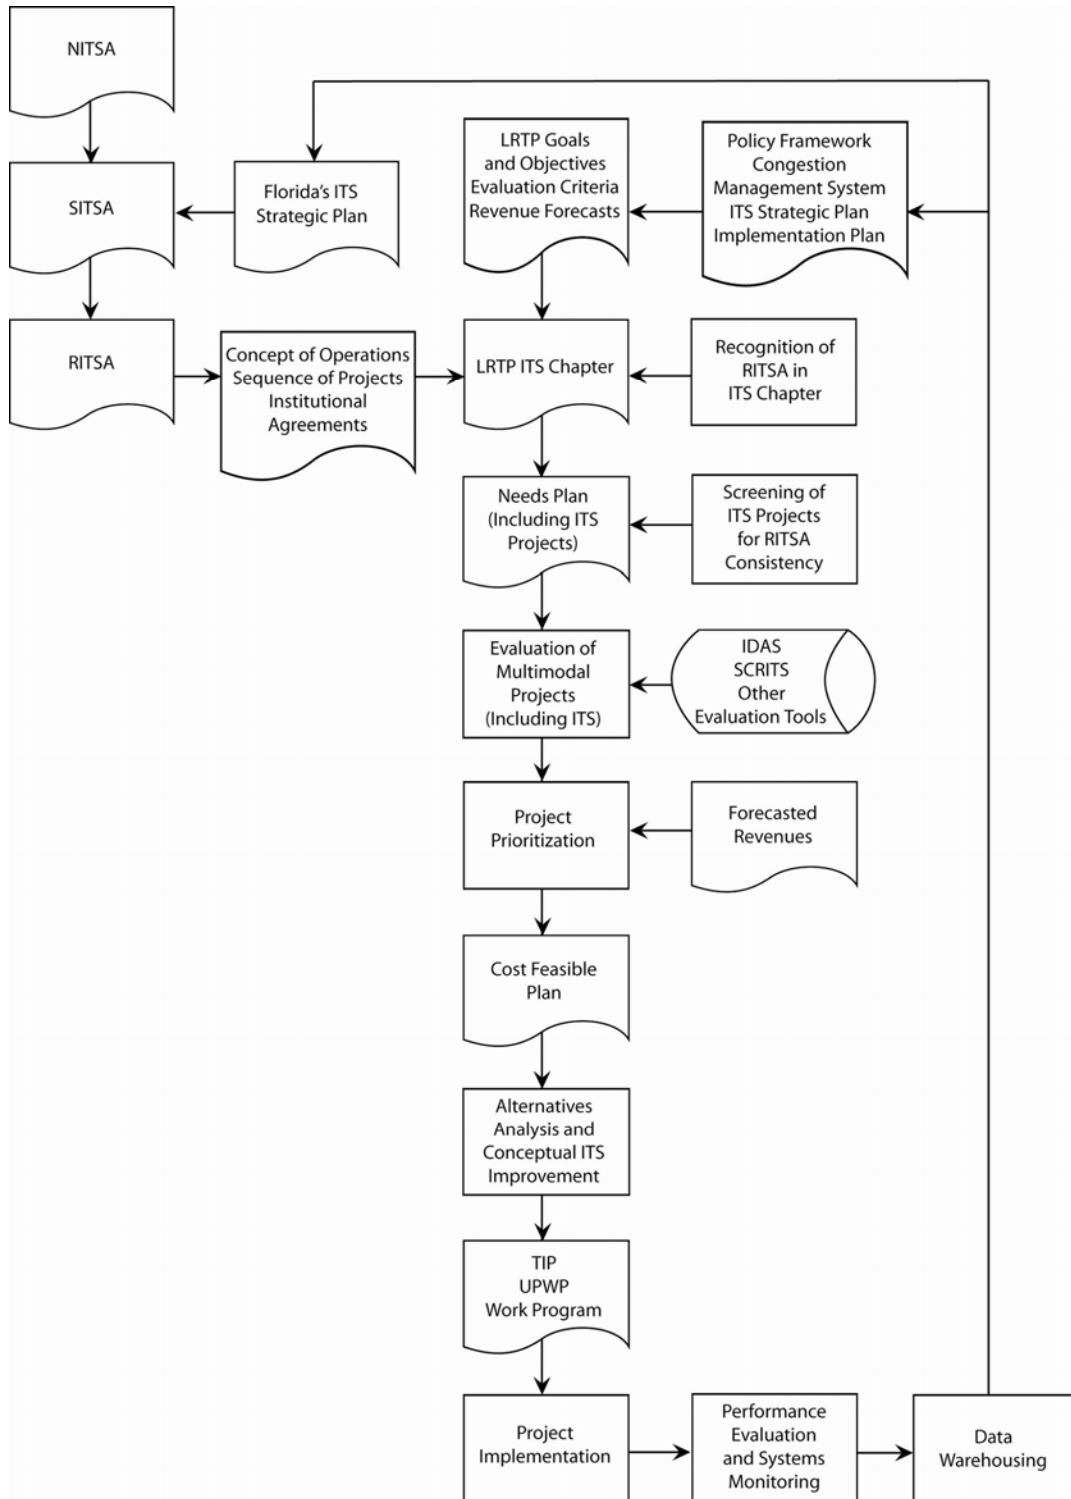 NITSA
SITSA
Florida's ITS
Strategic Plan
LRTP Goals
and Objectives
Evaluation Criteria
Revenue Forecasts
Policy Framework
Congestion
Management System
ITS Strategic Plan
Implementation Plan
RITSA
Concept of Operations
Sequence of Projects
Institutional
Agreements
LRTP ITS Chapter
Recognition of
RITSA in
ITS Chapter
Needs Plan
(Including ITS
Projects)
Screening of
ITS Projects
for RITSA
Consistency
Evaluation of
Multimodal
Projects
(Including ITS)
IDAS
SCRITS
Other
Evaluation Tools
Project
Prioritization
Forecasted
Revenues
Cost Feasible
Plan
Alternatives
Analysis and
Conceptual ITS
Improvement
TIP
UPWP
Work Program
Project
Implementation
Performance
Evaluation
and Systems
Monitoring
Data
Warehousing